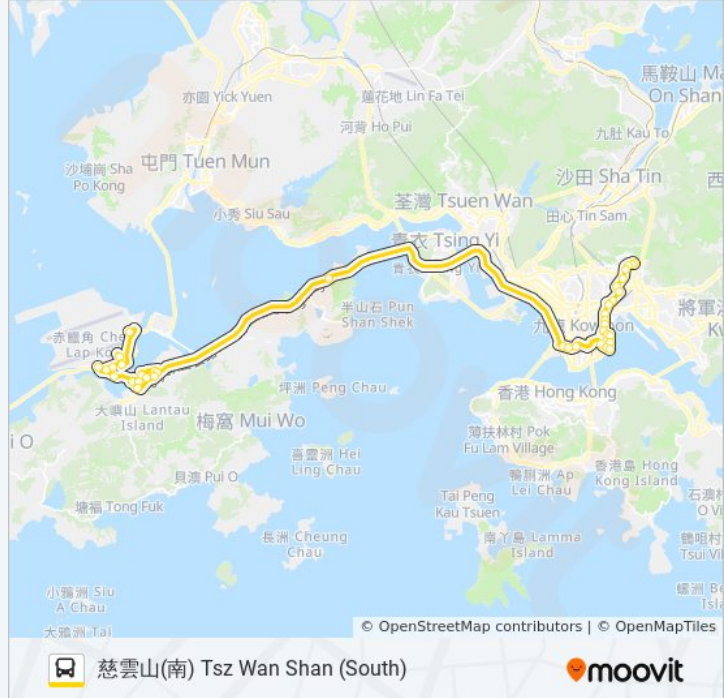 馬鞍山 Ma
On Shan
亦園 Yick Yuen
蓮花地 Lin Fa Tei
河背 Ho Pui
九肚 Kau To
屯門 Tuen Mun
沙埔崗 Sha
Po Kong
沙田 Sha Tin
西
荃灣 Tsuen Wan
小秀 Siu Sau
田心 Tin Sam
青衣 Tsing Yi
半山石 Pun
Shan Shek
將軍
赤鱲角 Che
Lap Ko
坪洲 Peng Chau
香港 Hong Kong
大嶼山 Lantau
Island
梅窩 Mui Wo
薄扶林村 Pok
Fu Lam Village
i O
喜靈洲 Hei
Ling Chau
鴨脷洲 Ap
Lei Chau
香港島 Hong
Kong Island
貝澳 Pui O
石澳
O Vi
塘福 Tong Fuk
Tai Peng
Kau Tsuen
長洲 Cheung
Chau
南丫島 Lamma
Island
鶴咀村
Tsui Vil
小鴉洲 Siu
A Chau
螺洲 Be
Isl
大鴉洲 Tai
© OpenStreetMap contributors | © OpenMapTiles
慈雲山(南) Tsz Wan Shan (South)
moovit